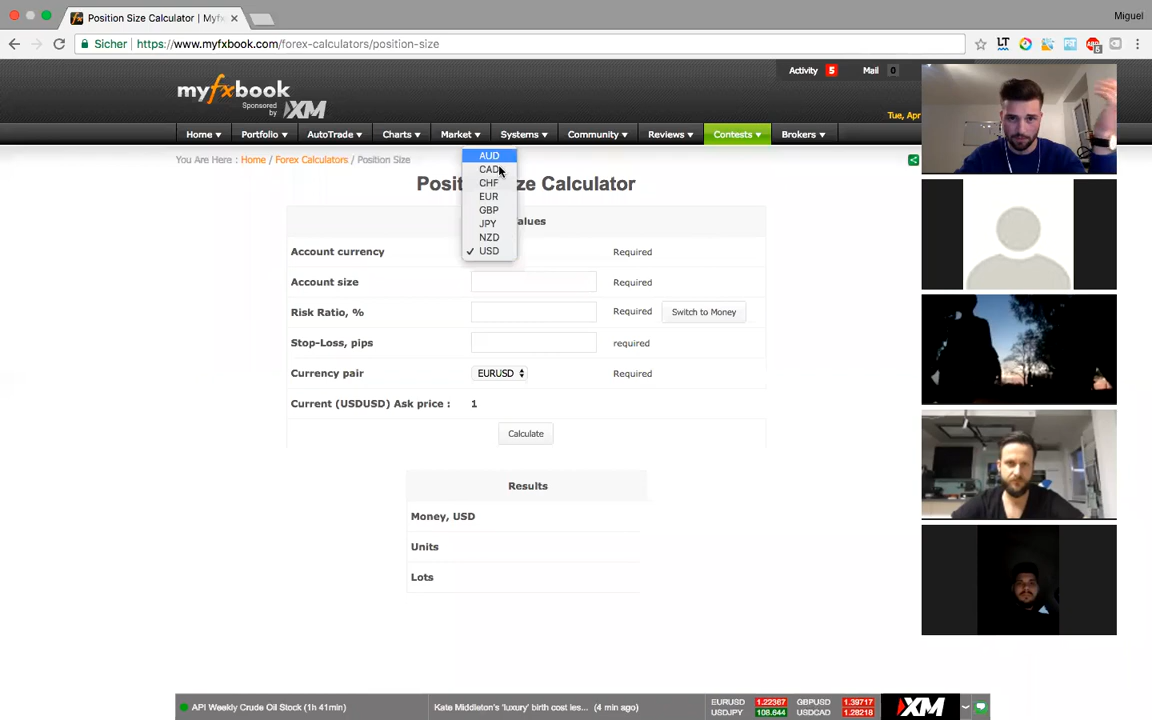 Position Size Calculator | Myfx
Miguel
Sicher
https://www.myfxbook.com/forex-calculators/position-size
LT
ABP
5
Activity 5 Mail 0
myfxbook
Sponsored by XM
Tue, Apr
Home Portfolio AutoTrade Charts Market Systems Community Reviews Contests Brokers
You Are Here : Home / Forex Calculators / Position Size
AUD
CAD
CHF
EUR
GBP
JPY
NZD
✓ USD
Account currency Required
Account size Required
Risk Ratio, % Required Switch to Money
Stop-Loss, pips required
Currency pair EURUSD Required
Current (USDUSD) Ask price : 1
Calculate
Results
Money, USD
Units
Lots
API Weekly Crude Oil Stock (1h 41min)
Kate Middleton's 'luxury' birth cost les... (4 min ago)
EURUSD 1.22387 GBPUSD 1.39717
USDJPY 108.644 USDCAD 1.28218
XM